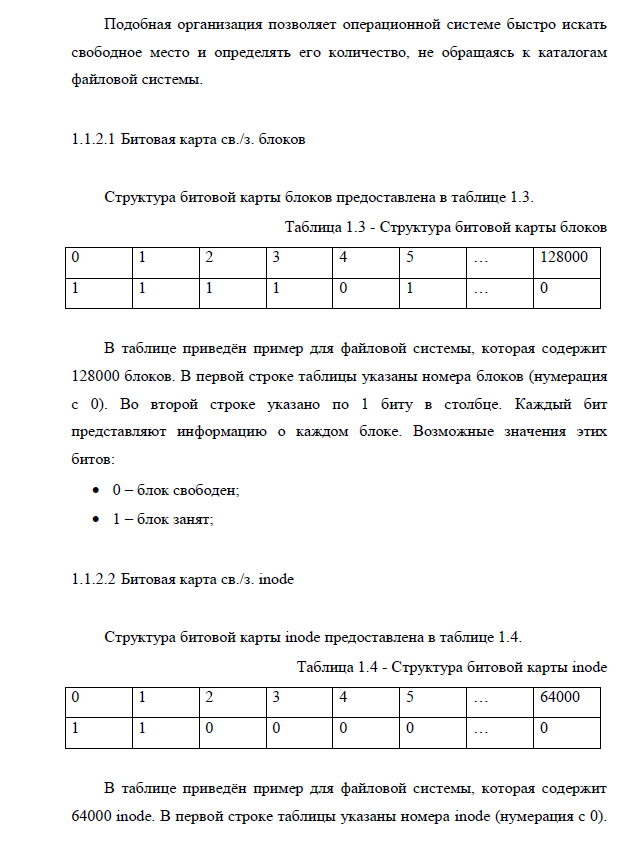 Подобная организация позволяет операционной системе быстро искать
свободное место и определять его количество, не обращаясь к каталогам
файловой системы.
1.1.2.1 Битовая карта св./з. блоков
Структура битовой карты блоков предоставлена в таблице 1.3.
Таблица 1.3 - Структура битовой карты блоков
0 1 2 3 4 5 … 128000
1 1 1 1 0 1 … 0
В таблице приведён пример для файловой системы, которая содержит
128000 блоков. В первой строке таблицы указаны номера блоков (нумерация
с 0). Во второй строке указано по 1 биту в столбце. Каждый бит
представляют информацию о каждом блоке. Возможные значения этих
битов:
• 0 – блок свободен;
• 1 – блок занят;
1.1.2.2 Битовая карта св./з. inode
Структура битовой карты inode предоставлена в таблице 1.4.
Таблица 1.4 - Структура битовой карты inode
0 1 2 3 4 5 … 64000
1 1 0 0 0 0 … 0
В таблице приведён пример для файловой системы, которая содержит
64000 inode. В первой строке таблицы указаны номера inode (нумерация с 0).